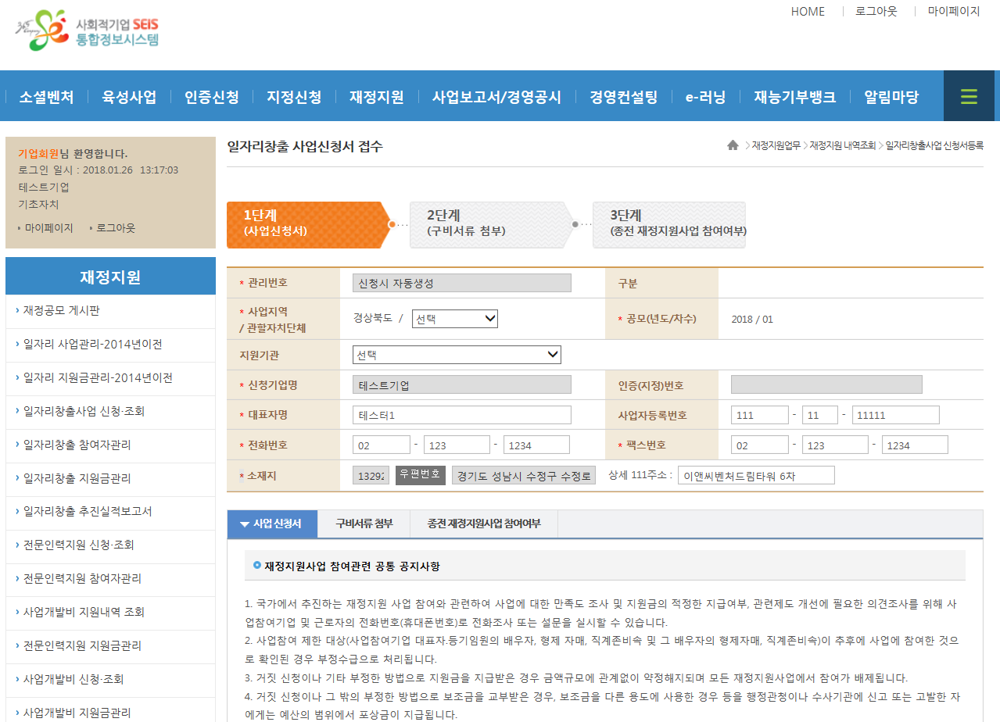 HOME 로그아웃 마이페이지
사회적기업 SEIS
통합정보시스템
소셜벤처 육성사업 인증신청 지정신청 재정지원 사업보고서/경영공시 경영컨설팅 e-러닝 재능기부뱅크 알림마당
기업회원님 환영합니다.
로그인 일시 : 2018.01.26 13:17:03
테스트기업
기초자치
마이페이지 로그아웃
재정지원
재정공모 게시판
일자리 사업관리-2014년이전
일자리 지원금관리-2014년이전
일자리창출사업 신청·조회
일자리창출 참여자관리
일자리창출 지원금관리
일자리창출 추진실적보고서
전문인력지원 신청·조회
전문인력지원 참여자관리
사업개발비 지원내역 조회
전문인력지원 지원금관리
사업개발비 신청·조회
사업개발비 지원금관리
일자리창출 사업신청서 접수
> 재정지원업무 > 재정지원 내역조회 > 일자리창출사업 신청서등록
1단계
(사업신청서)
2단계
(구비서류 첨부)
3단계
(종전 재정지원사업 참여여부)
* 관리번호 신청시 자동생성 구분
* 사업지역
/ 관할자치단체 경상북도 / 선택 * 공모(년도/차수) 2018 / 01
지원기관 선택
* 신청기업명 테스트기업 인증(지정)번호
* 대표자명 테스터1 사업자등록번호 111 - 11 - 11111
* 전화번호 02 - 123 - 1234 * 팩스번호 02 - 123 - 1234
* 소재지 13292 우편번호 경기도 성남시 수정구 수정로 상세 111주소 : 이앤씨벤처드림타워 6차
사업 신청서 구비서류 첨부 종전 재정지원사업 참여여부
재정지원사업 참여관련 공통 공지사항
1. 국가에서 추진하는 재정지원 사업 참여와 관련하여 사업에 대한 만족도 조사 및 지원금의 적정한 지급여부, 관련제도 개선에 필요한 의견조사를 위해 사
업참여기업 및 근로자의 전화번호(휴대폰번호)로 전화조사 또는 설문을 실시할 수 있습니다.
2. 사업참여 제한 대상(사업참여기업 대표자.등기임원의 배우자, 형제 자매, 직계존비속 및 그 배우자의 형제자매, 직계존비속)이 추후에 사업에 참여한 것으
로 확인된 경우 부정수급으로 처리됩니다.
3. 거짓 신청이나 기타 부정한 방법으로 지원금을 지급받은 경우 금액규모에 관계없이 약정해지되며 모든 재정지원사업에서 참여가 배제됩니다.
4. 거짓 신청이나 그 밖의 부정한 방법으로 보조금을 교부받은 경우, 보조금을 다른 용도에 사용한 경우 등을 행정관청이나 수사기관에 신고 또는 고발한 자
에게는 예산의 범위에서 포상금이 지급됩니다.